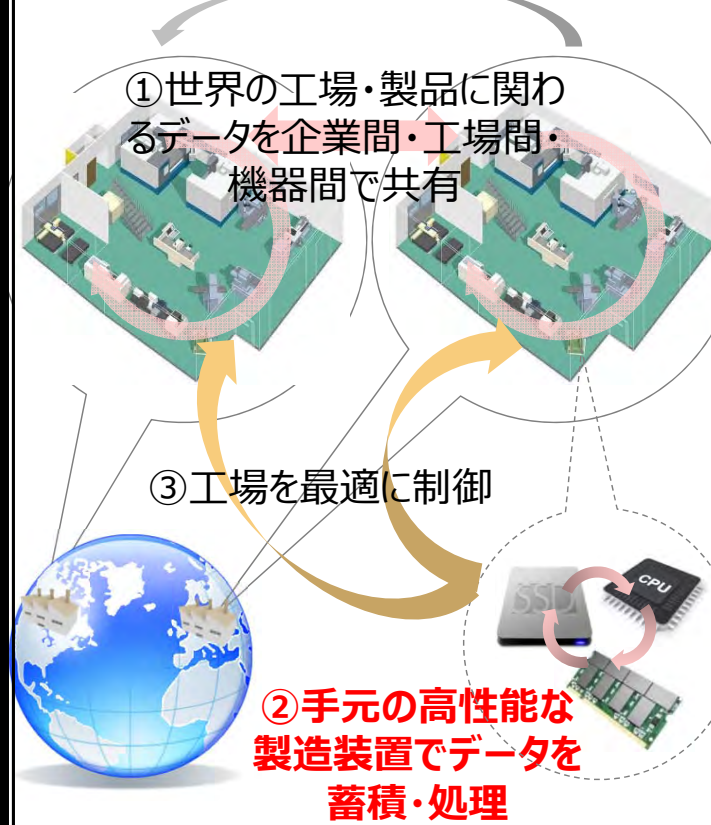 ①世界の工場・製品に関わ
るデータを企業間・工場間・
機器間で共有
③工場を最適に制御
SSD
CPU
②手元の高性能な
製造装置でデータを
蓄積・処理